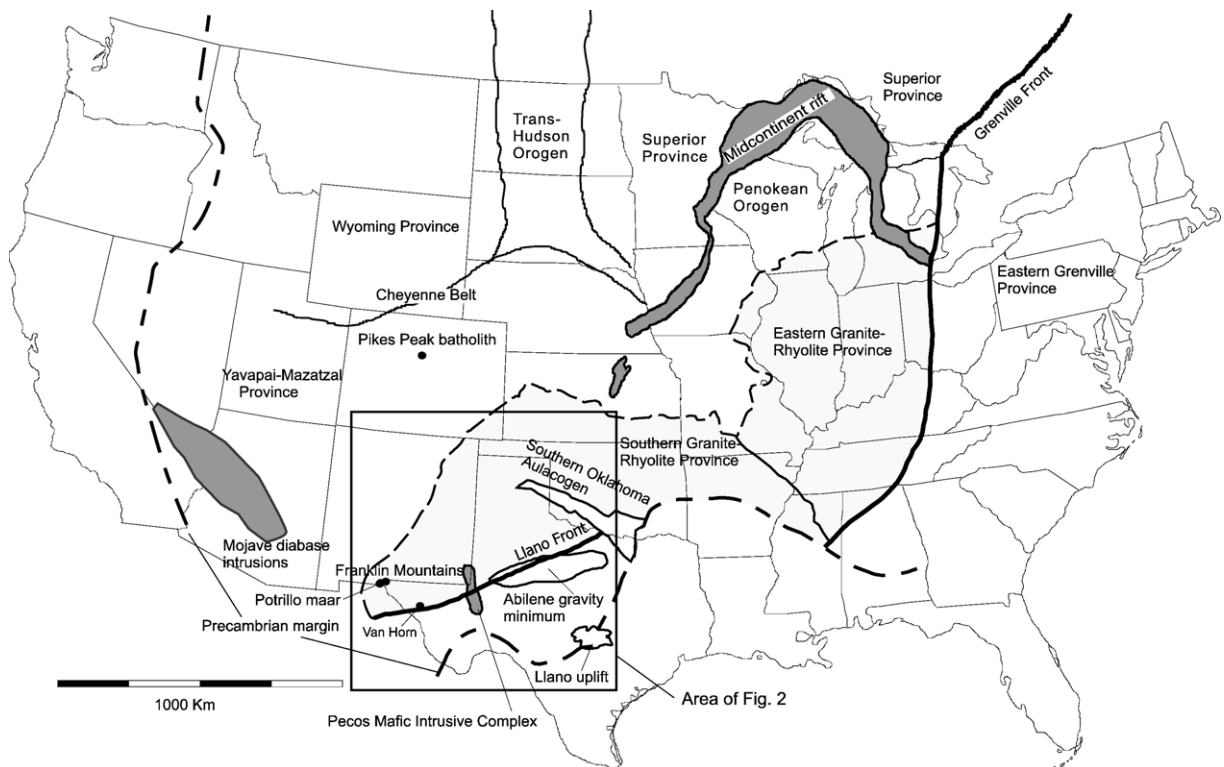 Superior
Province
Grenville Front
Trans-
Hudson
Orogen
Superior
Province
Midcontinent rift
Penokean
Orogen
Wyoming Province
Eastern Grenville
Province
Cheyenne Belt
Pikes Peak batholith
Eastern Granite-
Rhyolite Province
Yavapai-Mazatzal
Province
Southern Granite-
Rhyolite Province
Southern Oklahoma
Aulacogen
Llano Front
Mojave diabase
intrusions
Franklin Mountains
Potrillo maar
Abilene gravity
minimum
Precambrian margin
Van Horn
Llano uplift
Area of Fig. 2
1000 Km
Pecos Mafic Intrusive Complex